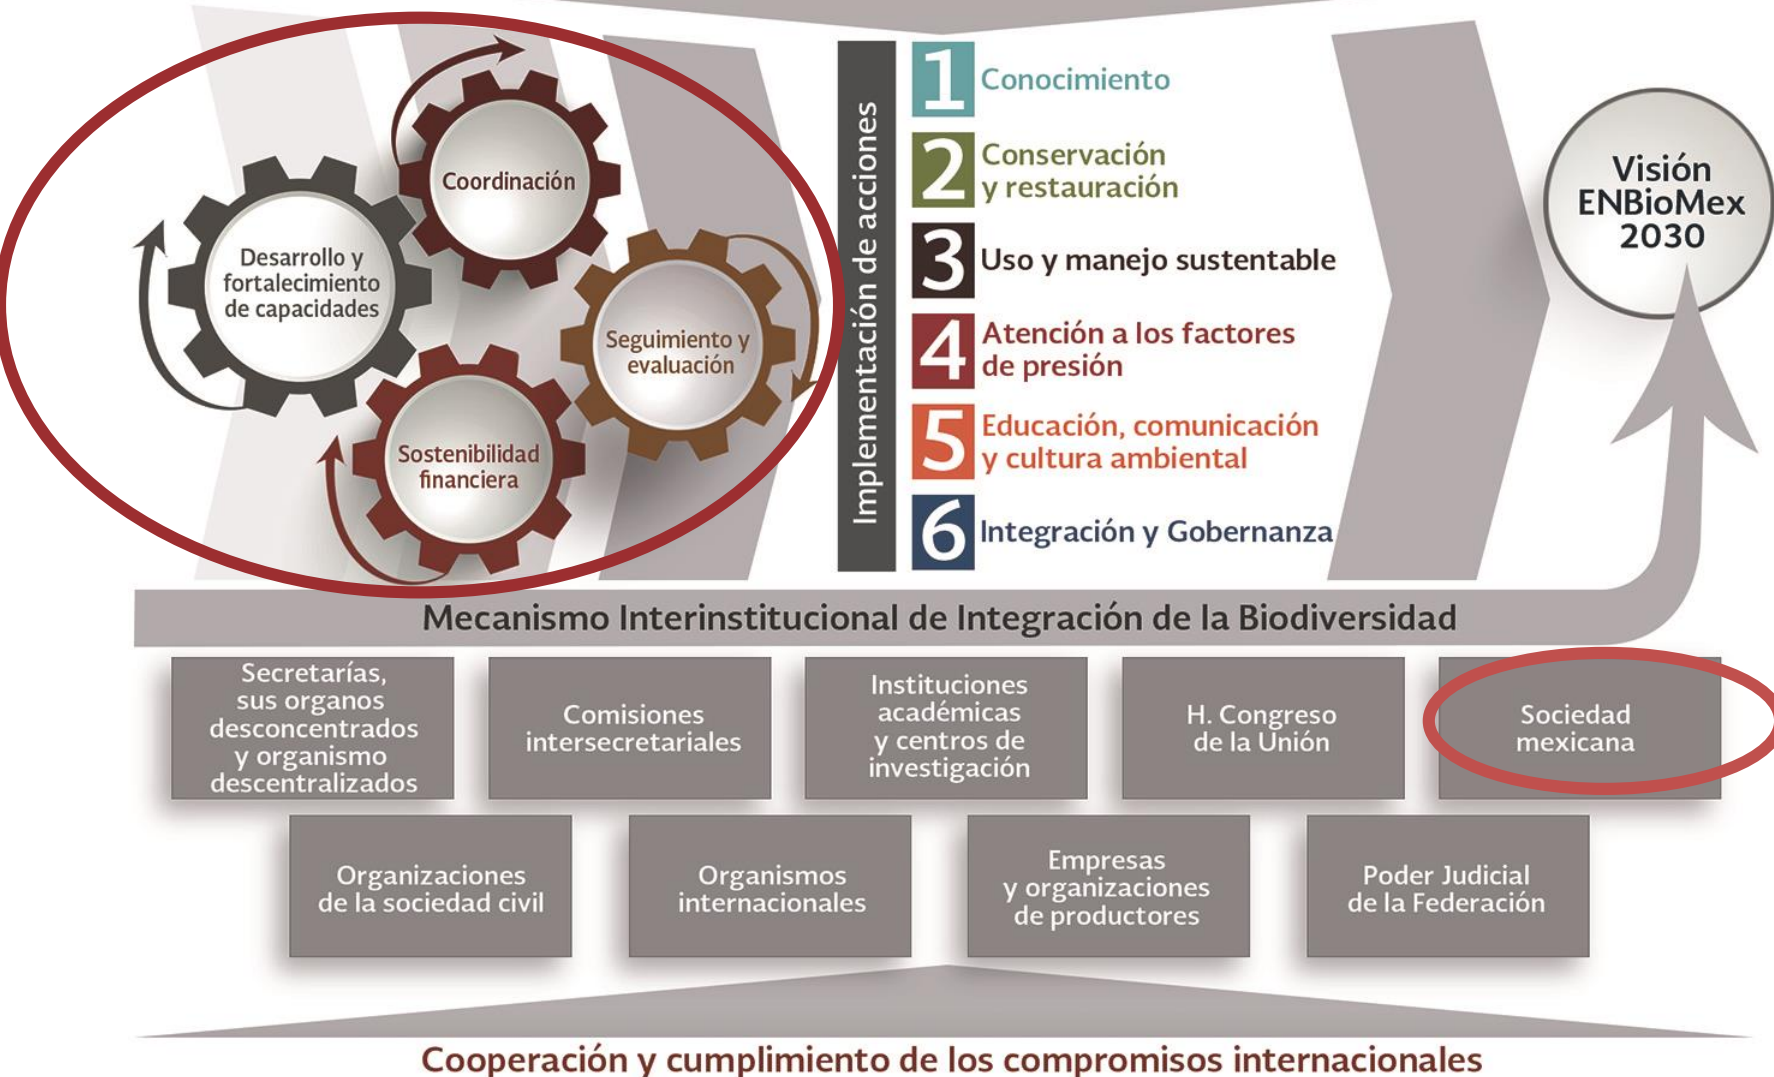 Coordinación
Desarrollo y
fortalecimiento
de capacidades
Seguimiento y
evaluación
Sostenibilidad
financiera
Implementación de acciones
1 Conocimiento
2 Conservación
y restauración
3 Uso y manejo sustentable
4 Atención a los factores
de presión
5 Educación, comunicación
y cultura ambiental
6 Integración y Gobernanza
Visión
ENBioMex
2030
Mecanismo Interinstitucional de Integración de la Biodiversidad
Secretarías,
sus organos
desconcentrados
y organismo
descentralizados
Comisiones
intersecretariales
Instituciones
académicas
y centros de
investigación
H. Congreso
de la Unión
Sociedad
mexicana
Organizaciones
de la sociedad civil
Organismos
internacionales
Empresas
y organizaciones
de productores
Poder Judicial
de la Federación
Cooperación y cumplimiento de los compromisos internacionales